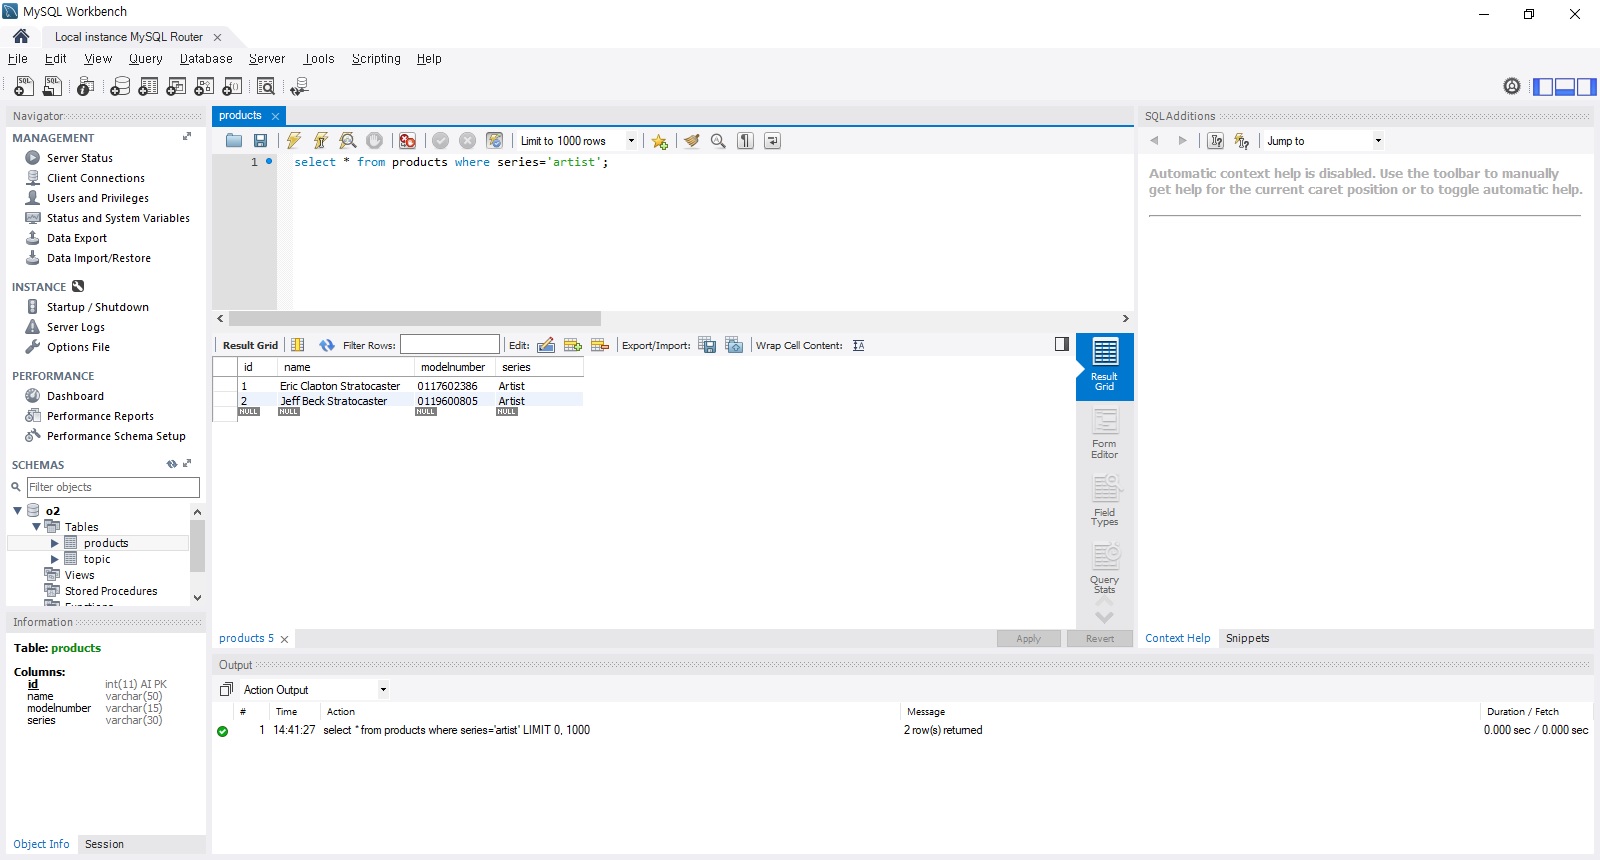 MySQL Workbench
Local instance MySQL Router
File Edit View Query Database Server Tools Scripting Help
Navigator
MANAGEMENT
Server Status
Client Connections
Users and Privileges
Status and System Variables
Data Export
Data Import/Restore
INSTANCE
Startup / Shutdown
Server Logs
Options File
PERFORMANCE
Dashboard
Performance Reports
Performance Schema Setup
SCHEMAS
Filter objects
o2
Tables
products
topic
Views
Stored Procedures
Functions
Information
Table: products
Columns:
id int(11) AI PK
name varchar(50)
modelnumber varchar(15)
series varchar(30)
Object Info Session
products
Limit to 1000 rows
1 select * from products where series='artist';
Result Grid Filter Rows: Edit: Export/Import: Wrap Cell Content:
id name modelnumber series
1 Eric Clapton Stratocaster 0117602386 Artist
2 Jeff Beck Stratocaster 0119600805 Artist
NULL NULL NULL NULL
Result
Grid
Form
Editor
Field
Types
Query
Stats
products 5
Apply Revert
SQLAdditions
Jump to
Automatic context help is disabled. Use the toolbar to manually
get help for the current caret position or to toggle automatic help.
Context Help Snippets
Output
Action Output
# Time Action Message Duration / Fetch
1 14:41:27 select * from products where series='artist' LIMIT 0, 1000 2 row(s) returned 0.000 sec / 0.000 sec